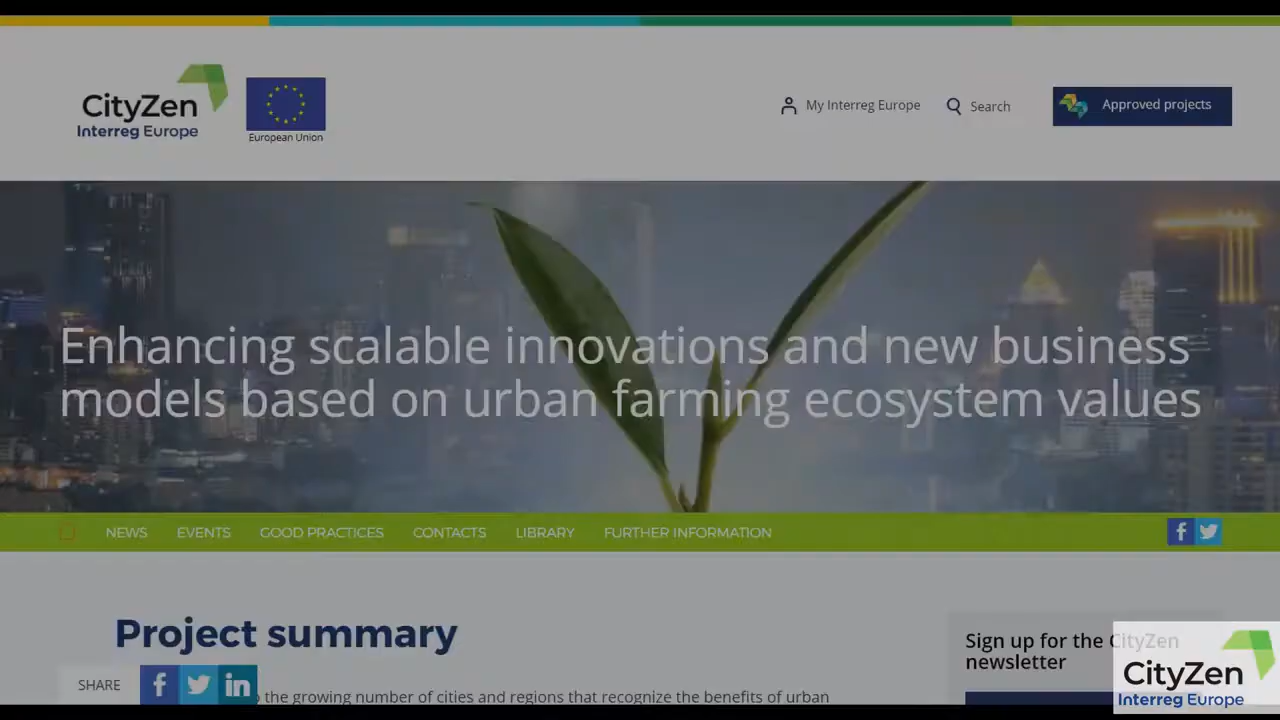 CityZen
Interreg Europe
European Union
My Interreg Europe
Search
Approved projects
Enhancing scalable innovations and new business
models based on urban farming ecosystem values
NEWS
EVENTS
GOOD PRACTICES
CONTACTS
LIBRARY
FURTHER INFORMATION
Project summary
Sign up for the CityZen
newsletter
SHARE
the growing number of cities and regions that recognize the benefits of urban
CityZen
Interreg Europe